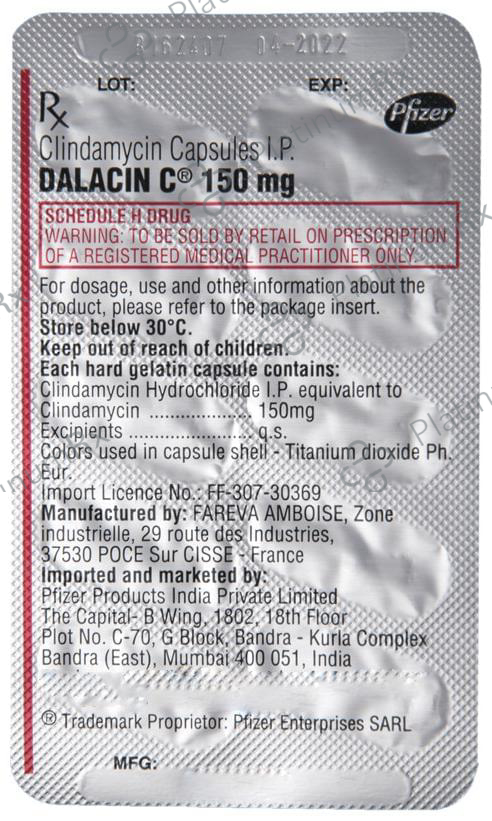 04-2022
LOT: EXP:
Rx
Pfizer
Clindamycin Capsules I.P.
DALACIN C® 150 mg
SCHEDULE H DRUG
WARNING: TO BE SOLD BY RETAIL ON PRESCRIPTION
OF A REGISTERED MEDICAL PRACTITIONER ONLY.
For dosage, use and other information about the
product, please refer to the package insert.
Store below 30°C.
Keep out of reach of children.
Each hard gelatin capsule contains:
Clindamycin Hydrochloride I.P. equivalent to
Clindamycin ................... 150mg
Excipients ....................... q.s.
Colors used in capsule shell - Titanium dioxide Ph.
Eur.
Import Licence No.: FF-307-30369
Manufactured by: FAREVA AMBOISE, Zone
industrielle, 29 route des Industries,
37530 POCE Sur CISSE - France
Imported and marketed by:
Pfizer Products India Private Limited
The Capital- B Wing, 1802, 18th Floor
Plot No. C-70, G Block, Bandra - Kurla Complex
Bandra (East), Mumbai 400 051, India
® Trademark Proprietor: Pfizer Enterprises SARL
MFG: